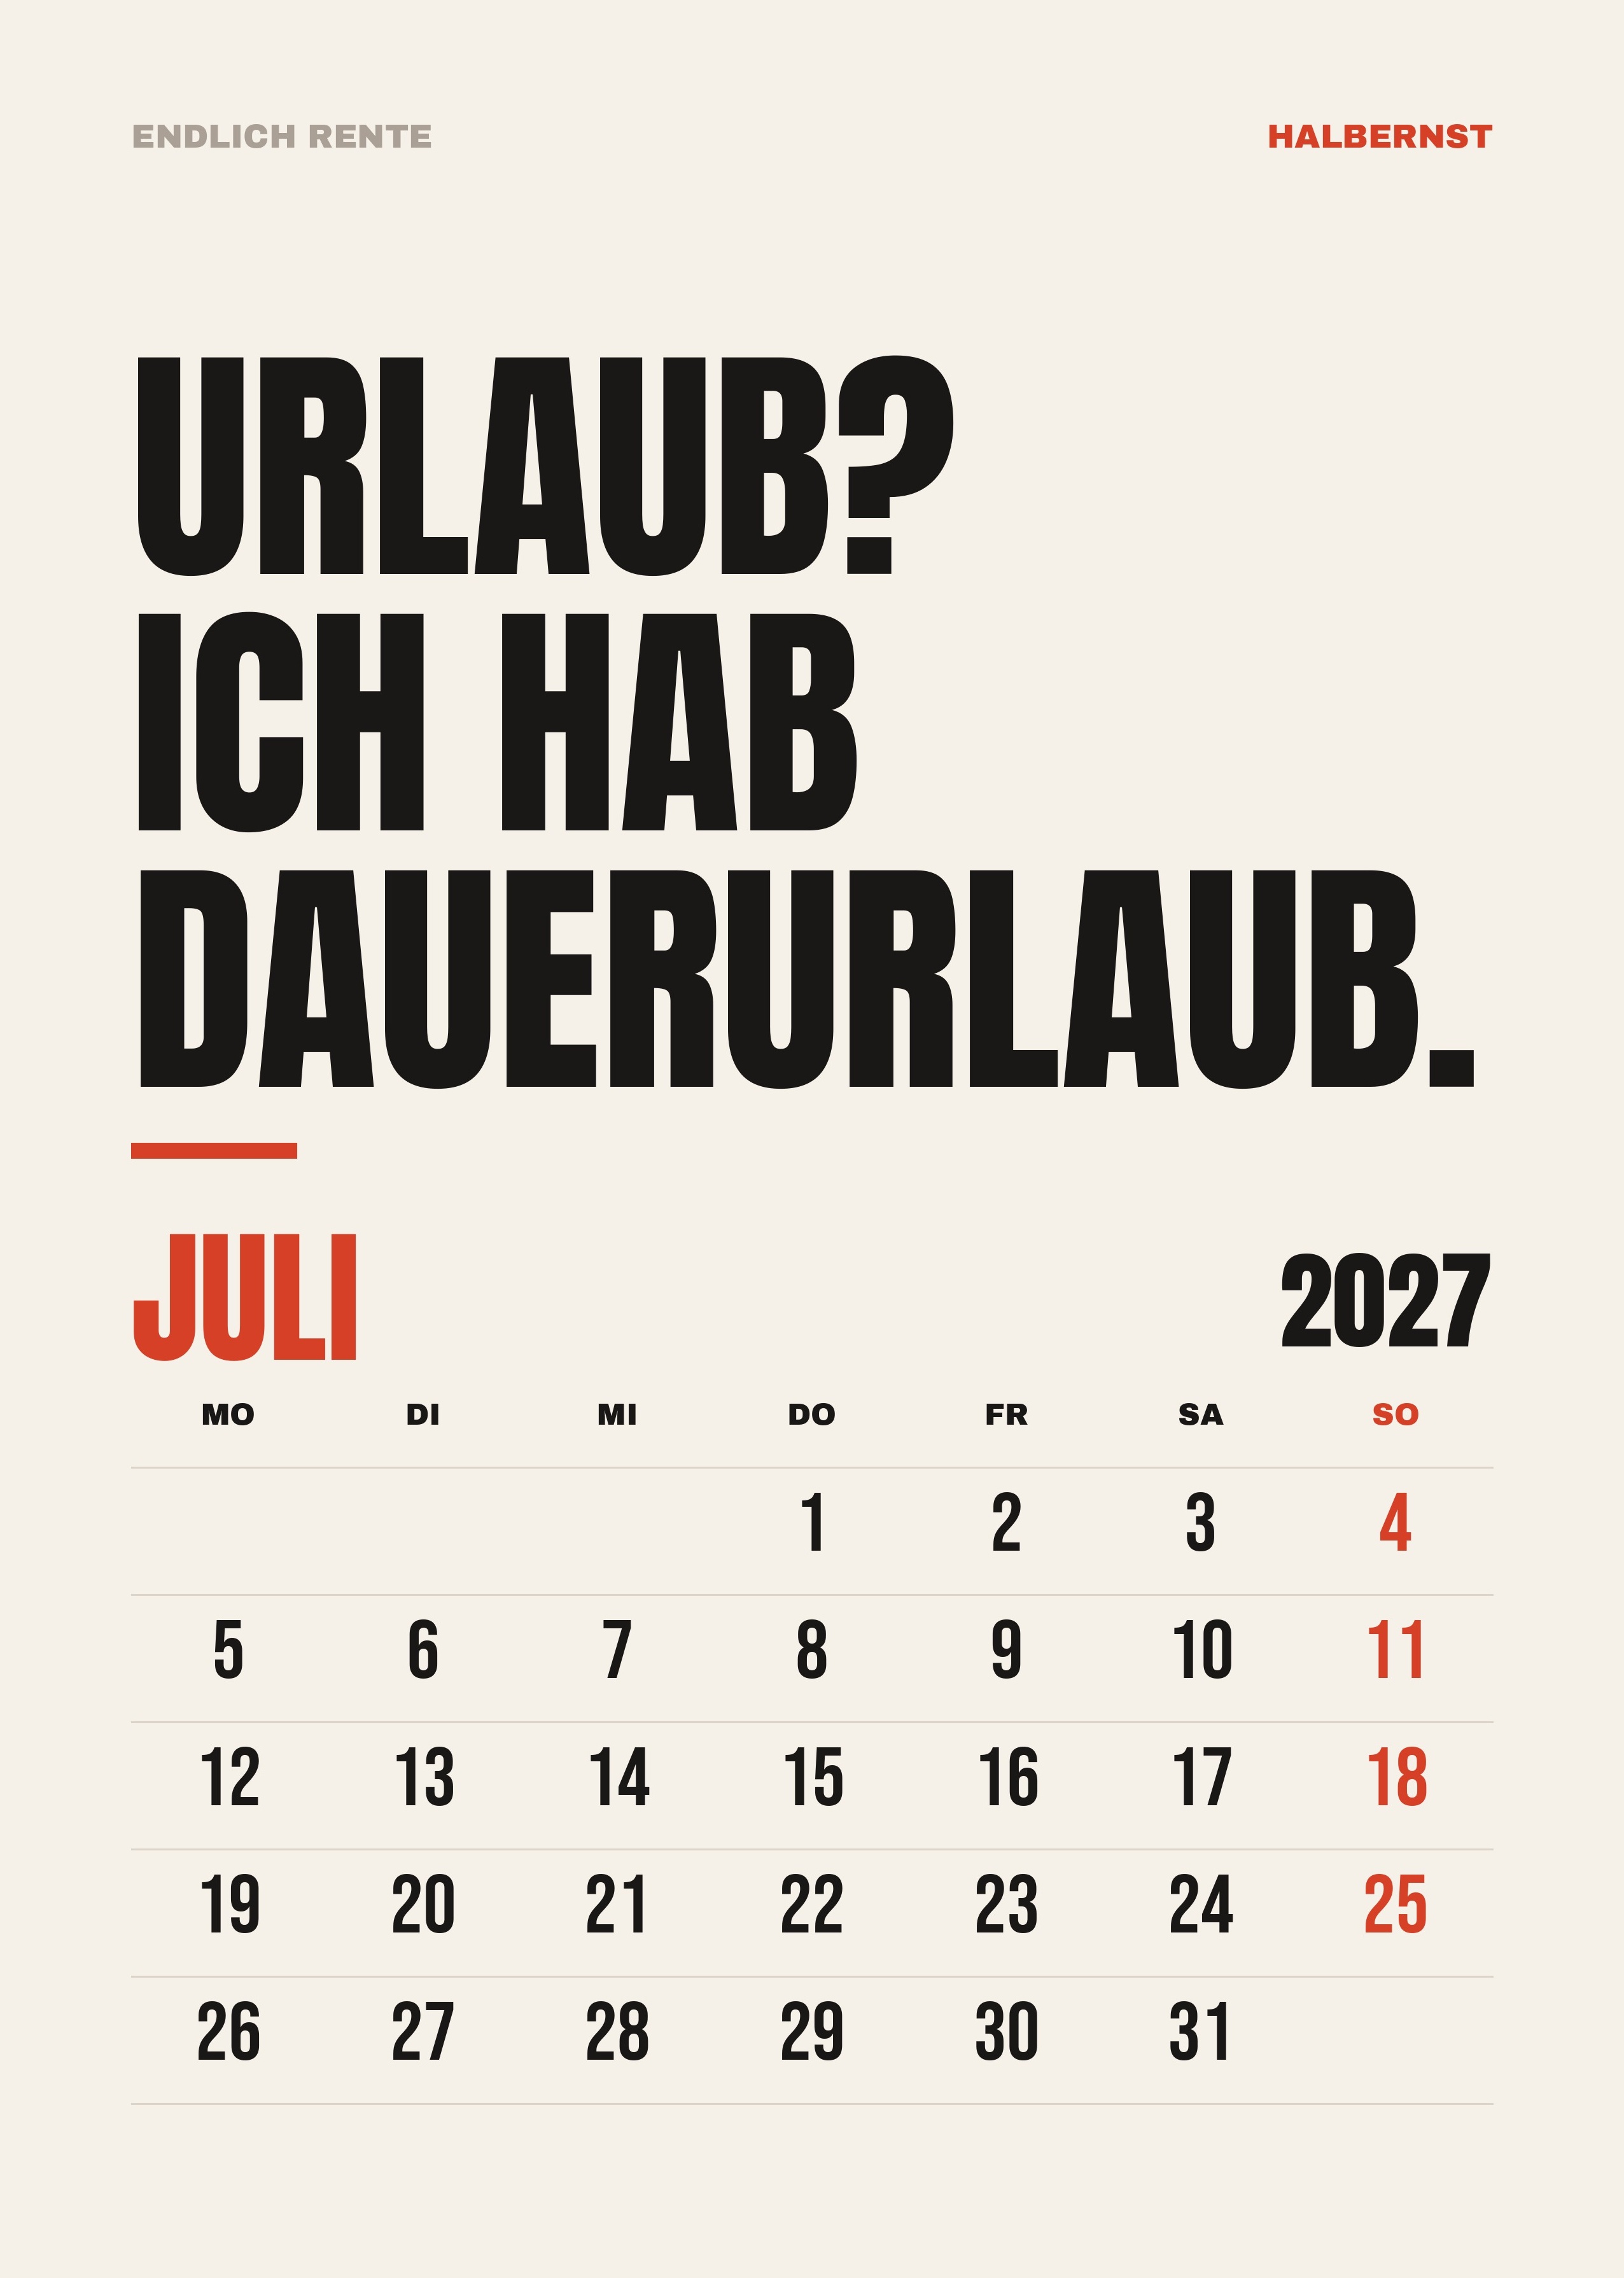 ENDLICH RENTE HALBERNST
URLAUB?
ICH HAB
DAUERURLAUB.
JULI 2027
MO DI MI DO FR SA SO
1 2 3 4
5 6 7 8 9 10 11
12 13 14 15 16 17 18
19 20 21 22 23 24 25
26 27 28 29 30 31